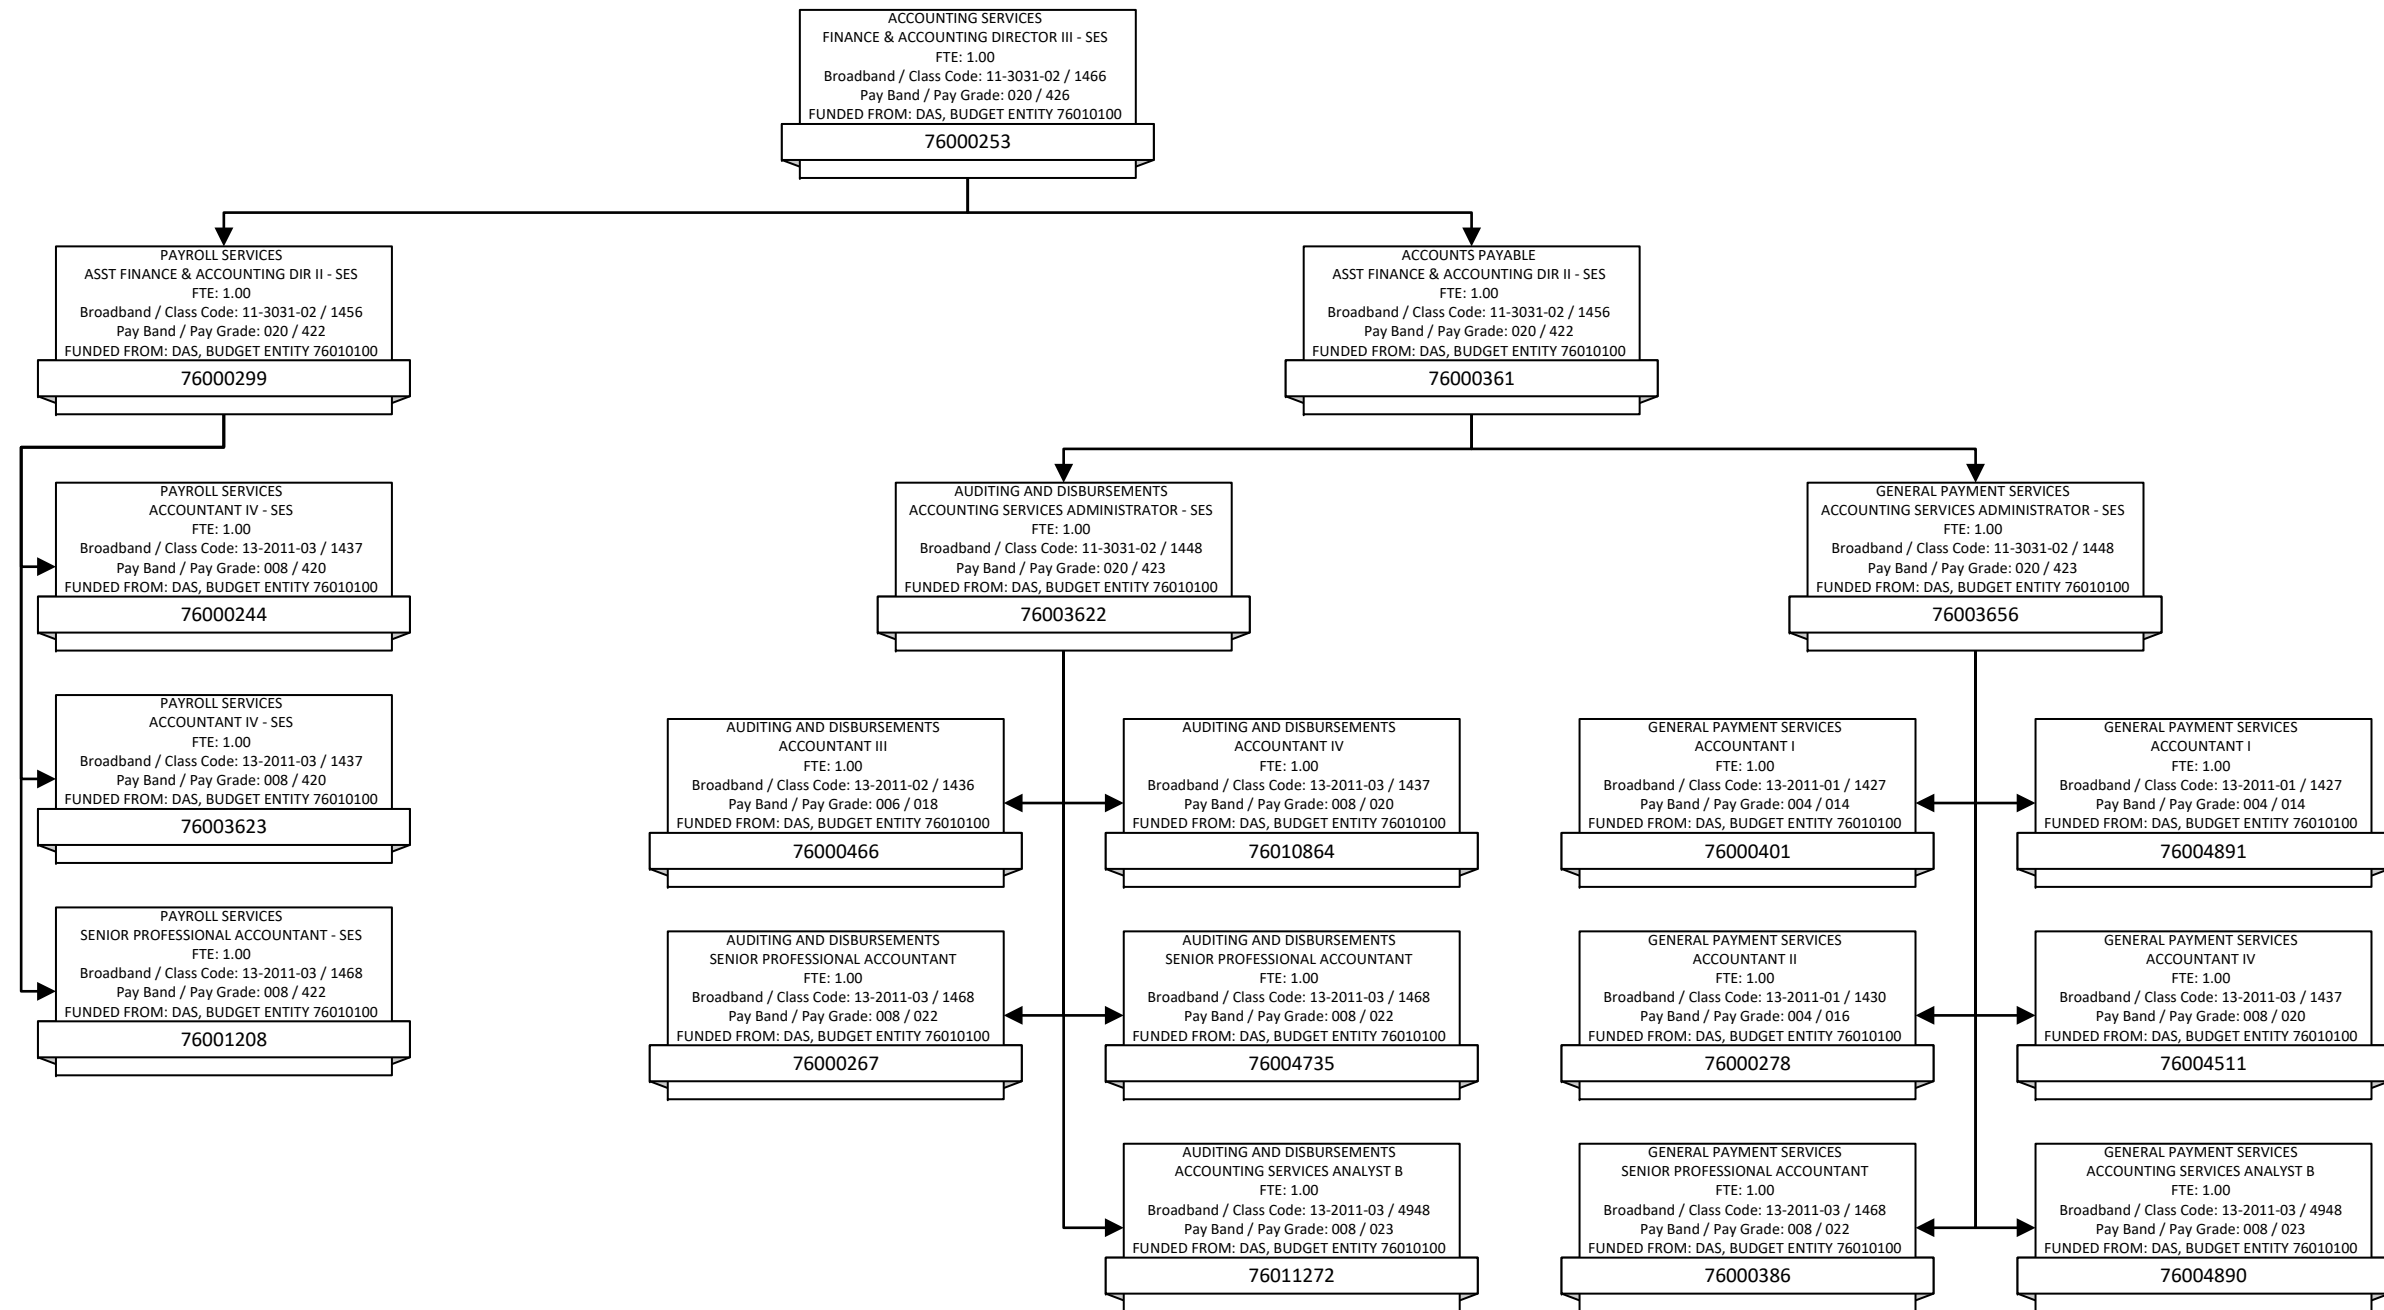 ACCOUNTING SERVICES
FINANCE & ACCOUNTING DIRECTOR III - SES
FTE: 1.00
Broadband / Class Code: 11-3031-02 / 1466
Pay Band / Pay Grade: 020 / 426
FUNDED FROM: DAS, BUDGET ENTITY 76010100
76000253
PAYROLL SERVICES
ASST FINANCE & ACCOUNTING DIR II - SES
FTE: 1.00
Broadband / Class Code: 11-3031-02 / 1456
Pay Band / Pay Grade: 020 / 422
FUNDED FROM: DAS, BUDGET ENTITY 76010100
76000299
ACCOUNTS PAYABLE
ASST FINANCE & ACCOUNTING DIR II - SES
FTE: 1.00
Broadband / Class Code: 11-3031-02 / 1456
Pay Band / Pay Grade: 020 / 422
FUNDED FROM: DAS, BUDGET ENTITY 76010100
76000361
PAYROLL SERVICES
ACCOUNTANT IV - SES
FTE: 1.00
Broadband / Class Code: 13-2011-03 / 1437
Pay Band / Pay Grade: 008 / 420
FUNDED FROM: DAS, BUDGET ENTITY 76010100
76000244
AUDITING AND DISBURSEMENTS
ACCOUNTING SERVICES ADMINISTRATOR - SES
FTE: 1.00
Broadband / Class Code: 11-3031-02 / 1448
Pay Band / Pay Grade: 020 / 423
FUNDED FROM: DAS, BUDGET ENTITY 76010100
76003622
GENERAL PAYMENT SERVICES
ACCOUNTING SERVICES ADMINISTRATOR - SES
FTE: 1.00
Broadband / Class Code: 11-3031-02 / 1448
Pay Band / Pay Grade: 020 / 423
FUNDED FROM: DAS, BUDGET ENTITY 76010100
76003656
PAYROLL SERVICES
ACCOUNTANT IV - SES
FTE: 1.00
Broadband / Class Code: 13-2011-03 / 1437
Pay Band / Pay Grade: 008 / 420
FUNDED FROM: DAS, BUDGET ENTITY 76010100
76003623
AUDITING AND DISBURSEMENTS
ACCOUNTANT III
FTE: 1.00
Broadband / Class Code: 13-2011-02 / 1436
Pay Band / Pay Grade: 006 / 018
FUNDED FROM: DAS, BUDGET ENTITY 76010100
76000466
AUDITING AND DISBURSEMENTS
ACCOUNTANT IV
FTE: 1.00
Broadband / Class Code: 13-2011-03 / 1437
Pay Band / Pay Grade: 008 / 020
FUNDED FROM: DAS, BUDGET ENTITY 76010100
76010864
GENERAL PAYMENT SERVICES
ACCOUNTANT I
FTE: 1.00
Broadband / Class Code: 13-2011-01 / 1427
Pay Band / Pay Grade: 004 / 014
FUNDED FROM: DAS, BUDGET ENTITY 76010100
76000401
GENERAL PAYMENT SERVICES
ACCOUNTANT I
FTE: 1.00
Broadband / Class Code: 13-2011-01 / 1427
Pay Band / Pay Grade: 004 / 014
FUNDED FROM: DAS, BUDGET ENTITY 76010100
76004891
PAYROLL SERVICES
SENIOR PROFESSIONAL ACCOUNTANT - SES
FTE: 1.00
Broadband / Class Code: 13-2011-03 / 1468
Pay Band / Pay Grade: 008 / 422
FUNDED FROM: DAS, BUDGET ENTITY 76010100
76001208
AUDITING AND DISBURSEMENTS
SENIOR PROFESSIONAL ACCOUNTANT
FTE: 1.00
Broadband / Class Code: 13-2011-03 / 1468
Pay Band / Pay Grade: 008 / 022
FUNDED FROM: DAS, BUDGET ENTITY 76010100
76000267
AUDITING AND DISBURSEMENTS
SENIOR PROFESSIONAL ACCOUNTANT
FTE: 1.00
Broadband / Class Code: 13-2011-03 / 1468
Pay Band / Pay Grade: 008 / 022
FUNDED FROM: DAS, BUDGET ENTITY 76010100
76004735
GENERAL PAYMENT SERVICES
ACCOUNTANT II
FTE: 1.00
Broadband / Class Code: 13-2011-01 / 1430
Pay Band / Pay Grade: 004 / 016
FUNDED FROM: DAS, BUDGET ENTITY 76010100
76000278
GENERAL PAYMENT SERVICES
ACCOUNTANT IV
FTE: 1.00
Broadband / Class Code: 13-2011-03 / 1437
Pay Band / Pay Grade: 008 / 020
FUNDED FROM: DAS, BUDGET ENTITY 76010100
76004511
AUDITING AND DISBURSEMENTS
ACCOUNTING SERVICES ANALYST B
FTE: 1.00
Broadband / Class Code: 13-2011-03 / 4948
Pay Band / Pay Grade: 008 / 023
FUNDED FROM: DAS, BUDGET ENTITY 76010100
76011272
GENERAL PAYMENT SERVICES
SENIOR PROFESSIONAL ACCOUNTANT
FTE: 1.00
Broadband / Class Code: 13-2011-03 / 1468
Pay Band / Pay Grade: 008 / 022
FUNDED FROM: DAS, BUDGET ENTITY 76010100
76000386
GENERAL PAYMENT SERVICES
ACCOUNTING SERVICES ANALYST B
FTE: 1.00
Broadband / Class Code: 13-2011-03 / 4948
Pay Band / Pay Grade: 008 / 023
FUNDED FROM: DAS, BUDGET ENTITY 76010100
76004890